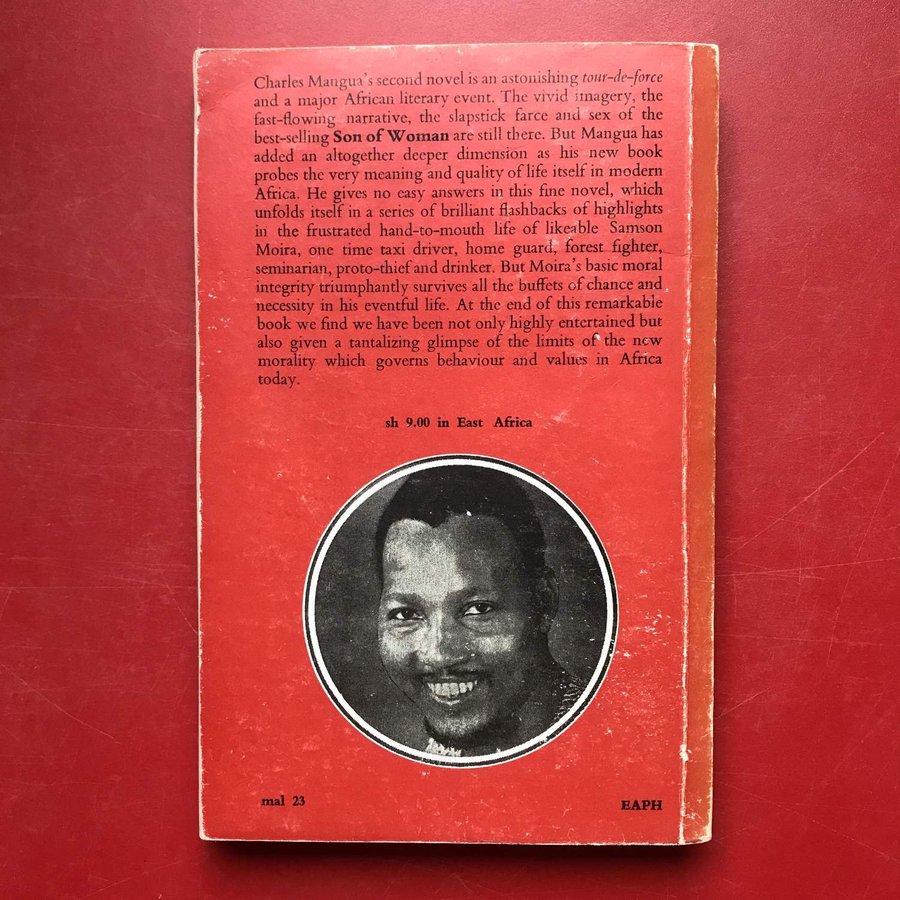 Charles Mangua's second novel is an astonishing tour-de-force
and a major African literary event. The vivid imagery, the
fast-flowing narrative, the slapstick farce and sex of the
best-selling Son of Woman are still there. But Mangua has
added an altogether deeper dimension as his new book
probes the very meaning and quality of life itself in modern
Africa. He gives no easy answers in this fine novel, which
unfolds itself in a series of brilliant flashbacks of highlights
in the frustrated hand-to-mouth life of likeable Samson
Moira, one time taxi driver, home guard, forest fighter,
seminarian, proto-thief and drinker. But Moira's basic moral
integrity triumphantly survives all the buffets of chance and
necessity in his eventful life. At the end of this remarkable
book we find we have been not only highly entertained but
also given a tantalizing glimpse of the limits of the new
morality which governs behaviour and values in Africa
today.
sh 9.00 in East Africa
mal 23
EAPH